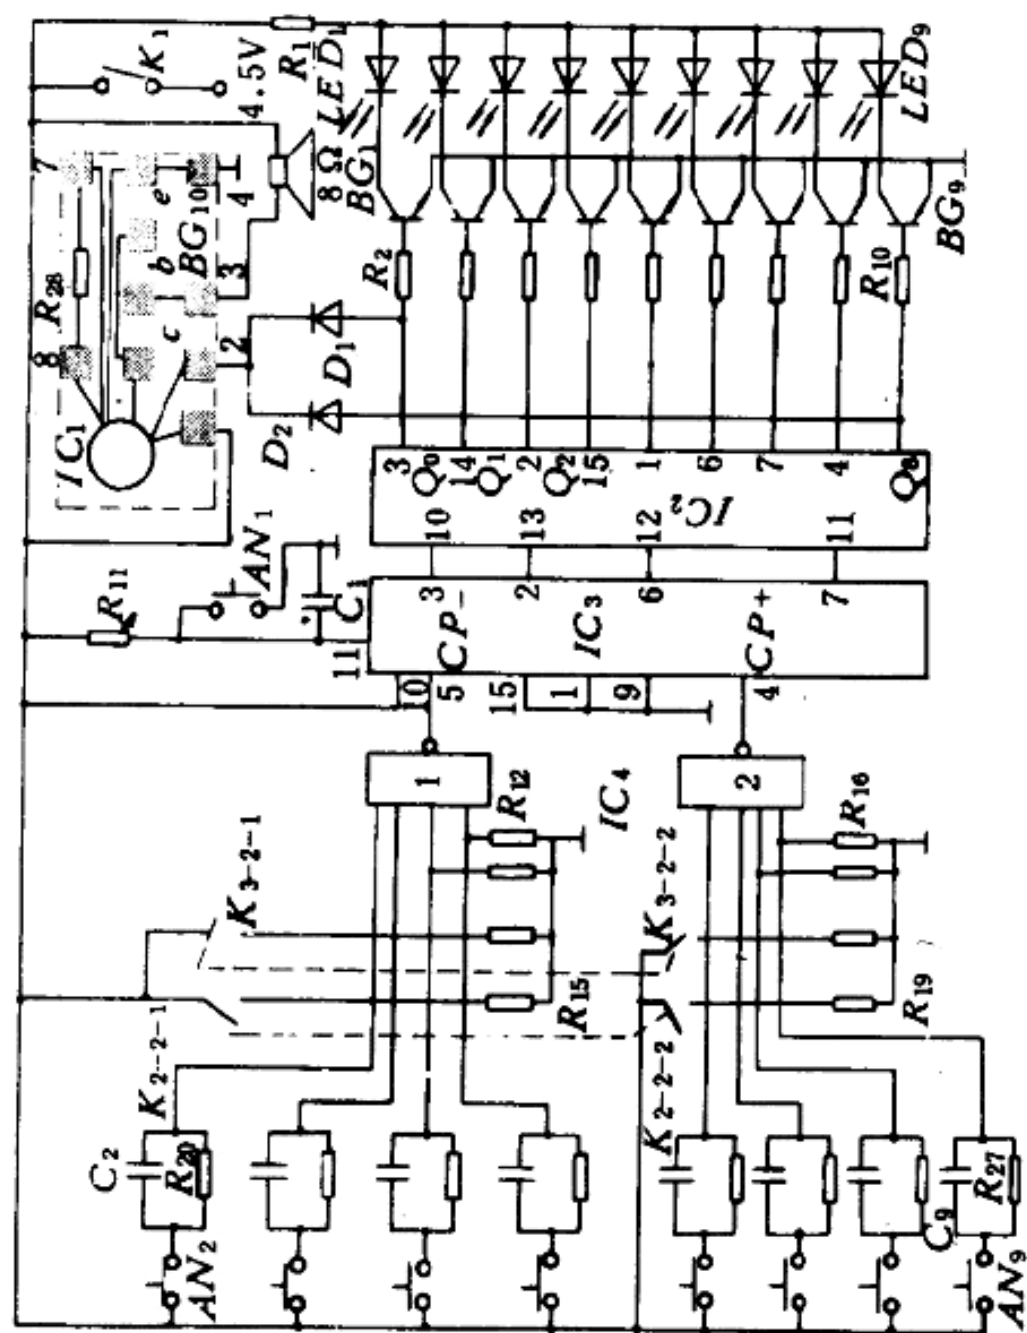 K₁
4.5V
R₁
LED₁
LED₉
7
e
BG₁₀
4
8Ω
BG₁
BG₉
R₂₈
b
3
R₂
R₁₀
8
c
2
D₁
IC₁
D₂
3
Q₀
14
Q₁
2
Q₂
15
1
6
7
4
Q₈
IC₂
10
13
12
11
R₁₁
AN₁
C₁
3
2
6
7
11
CP−
IC₃
CP+
10
5
15
1
9
4
1
2
R₁₂
IC₄
R₁₆
K₃₋₂₋₁
K₃₋₂₋₂
R₁₅
R₁₉
K₂₋₂₋₁
K₂₋₂₋₂
C₂
R₂₀
C₉
R₂₇
AN₂
AN₉